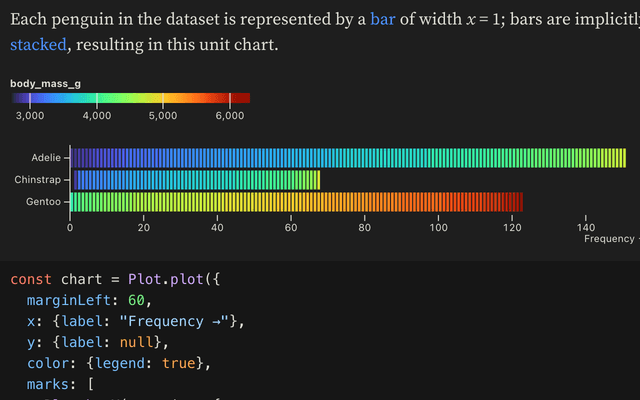 Each penguin in the dataset is represented by a bar of width x = 1; bars are implicitly
stacked, resulting in this unit chart.
body_mass_g
3,000 4,000 5,000 6,000
Adelie
Chinstrap
Gentoo
0 20 40 60 80 100 120 140
Frequency
const chart = Plot.plot({
  marginLeft: 60,
  x: {label: "Frequency →"},
  y: {label: null},
  color: {legend: true},
  marks: [